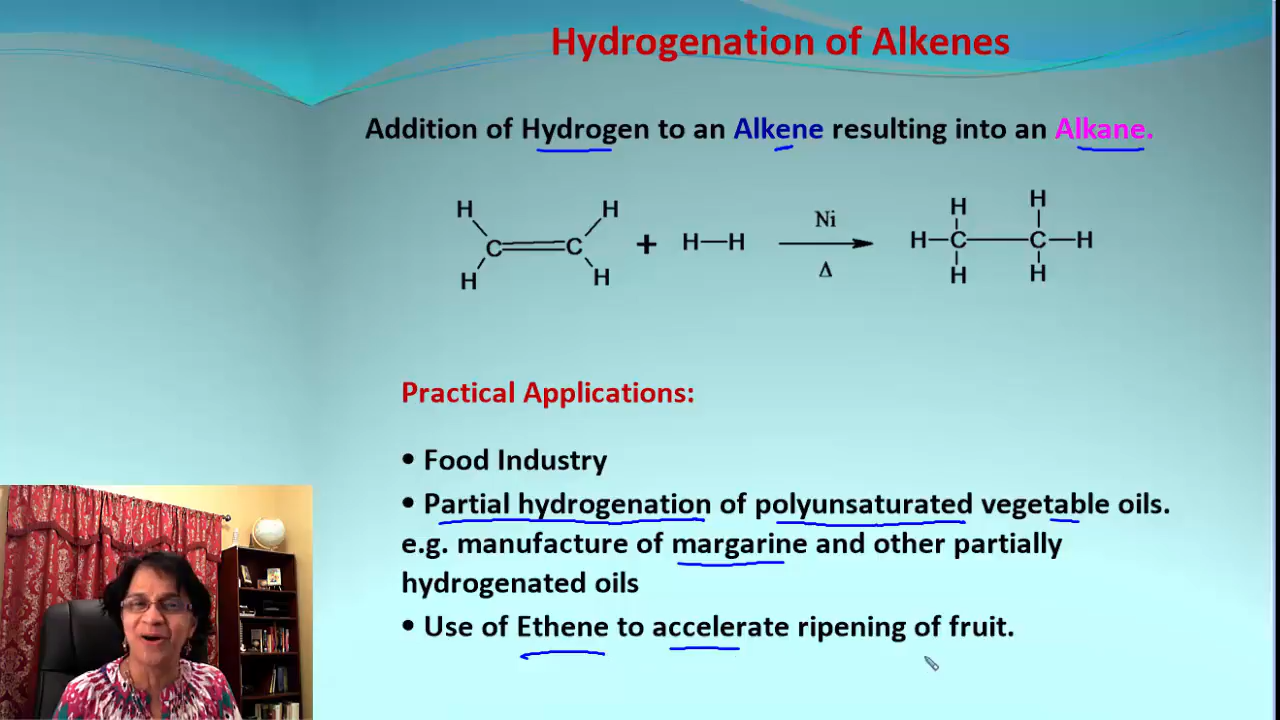 Hydrogenation of Alkenes
Addition of Hydrogen to an Alkene resulting into an Alkane.
H H
C C + H H
H H
Ni
Δ
H H
H C C H
H H
Practical Applications:
• Food Industry
• Partial hydrogenation of polyunsaturated vegetable oils.
e.g. manufacture of margarine and other partially
hydrogenated oils
• Use of Ethene to accelerate ripening of fruit.